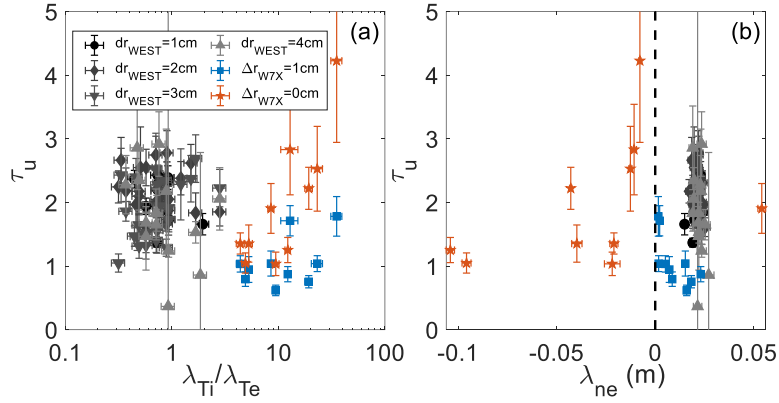 (a)
(b)
dr_WEST=1cm
dr_WEST=2cm
dr_WEST=3cm
dr_WEST=4cm
Δr_W7X=1cm
Δr_W7X=0cm
τ_u
5
4
3
2
1
0
0.1
1
10
100
λ_Ti/λ_Te
τ_u
5
4
3
2
1
0
-0.1
-0.05
0
0.05
λ_ne (m)